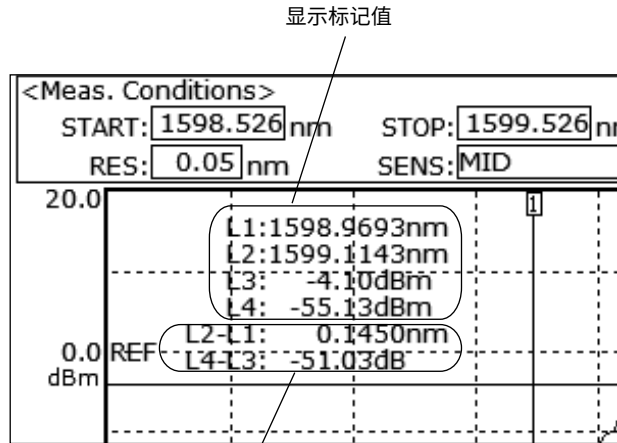 显示标记值
<Meas. Conditions>
START: 1598.526 nm STOP: 1599.526 nm
RES: 0.05 nm SENS: MID
20.0
1
L1:1598.9693nm
L2:1599.1143nm
L3: -4.10dBm
L4: -55.13dBm
L2-L1: 0.1450nm
0.0 REF L4-L3: -51.03dB
dBm